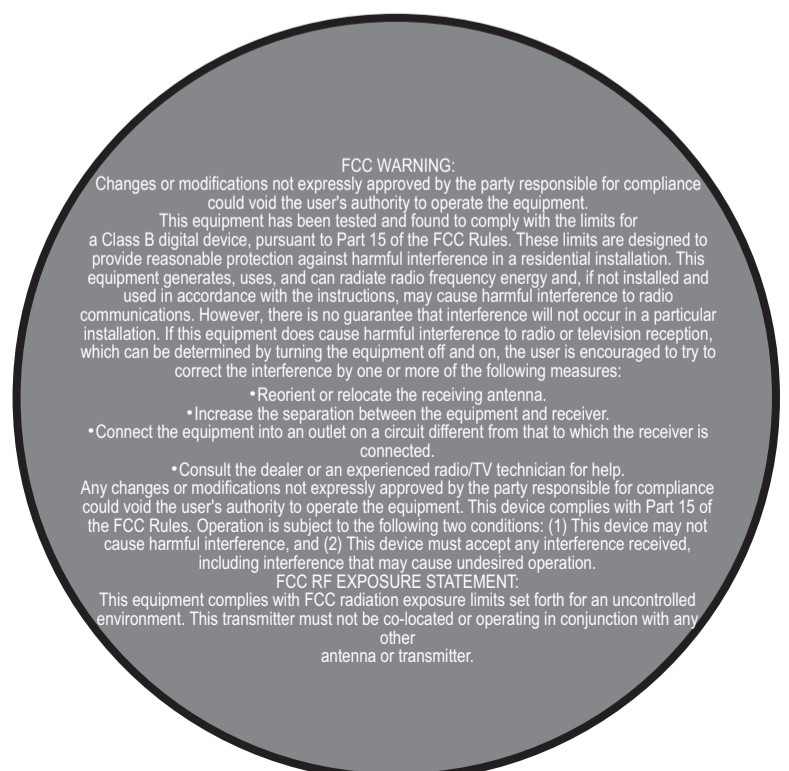 FCC WARNING:
Changes or modifications not expressly approved by the party responsible for compliance
could void the user's authority to operate the equipment.
This equipment has been tested and found to comply with the limits for
a Class B digital device, pursuant to Part 15 of the FCC Rules. These limits are designed to
provide reasonable protection against harmful interference in a residential installation. This
equipment generates, uses, and can radiate radio frequency energy and, if not installed and
used in accordance with the instructions, may cause harmful interference to radio
communications. However, there is no guarantee that interference will not occur in a particular
installation. If this equipment does cause harmful interference to radio or television reception,
which can be determined by turning the equipment off and on, the user is encouraged to try to
correct the interference by one or more of the following measures:
•Reorient or relocate the receiving antenna.
•Increase the separation between the equipment and receiver.
•Connect the equipment into an outlet on a circuit different from that to which the receiver is
connected.
•Consult the dealer or an experienced radio/TV technician for help.
Any changes or modifications not expressly approved by the party responsible for compliance
could void the user's authority to operate the equipment. This device complies with Part 15 of
the FCC Rules. Operation is subject to the following two conditions: (1) This device may not
cause harmful interference, and (2) This device must accept any interference received,
including interference that may cause undesired operation.
FCC RF EXPOSURE STATEMENT:
This equipment complies with FCC radiation exposure limits set forth for an uncontrolled
environment. This transmitter must not be co-located or operating in conjunction with any
other
antenna or transmitter.